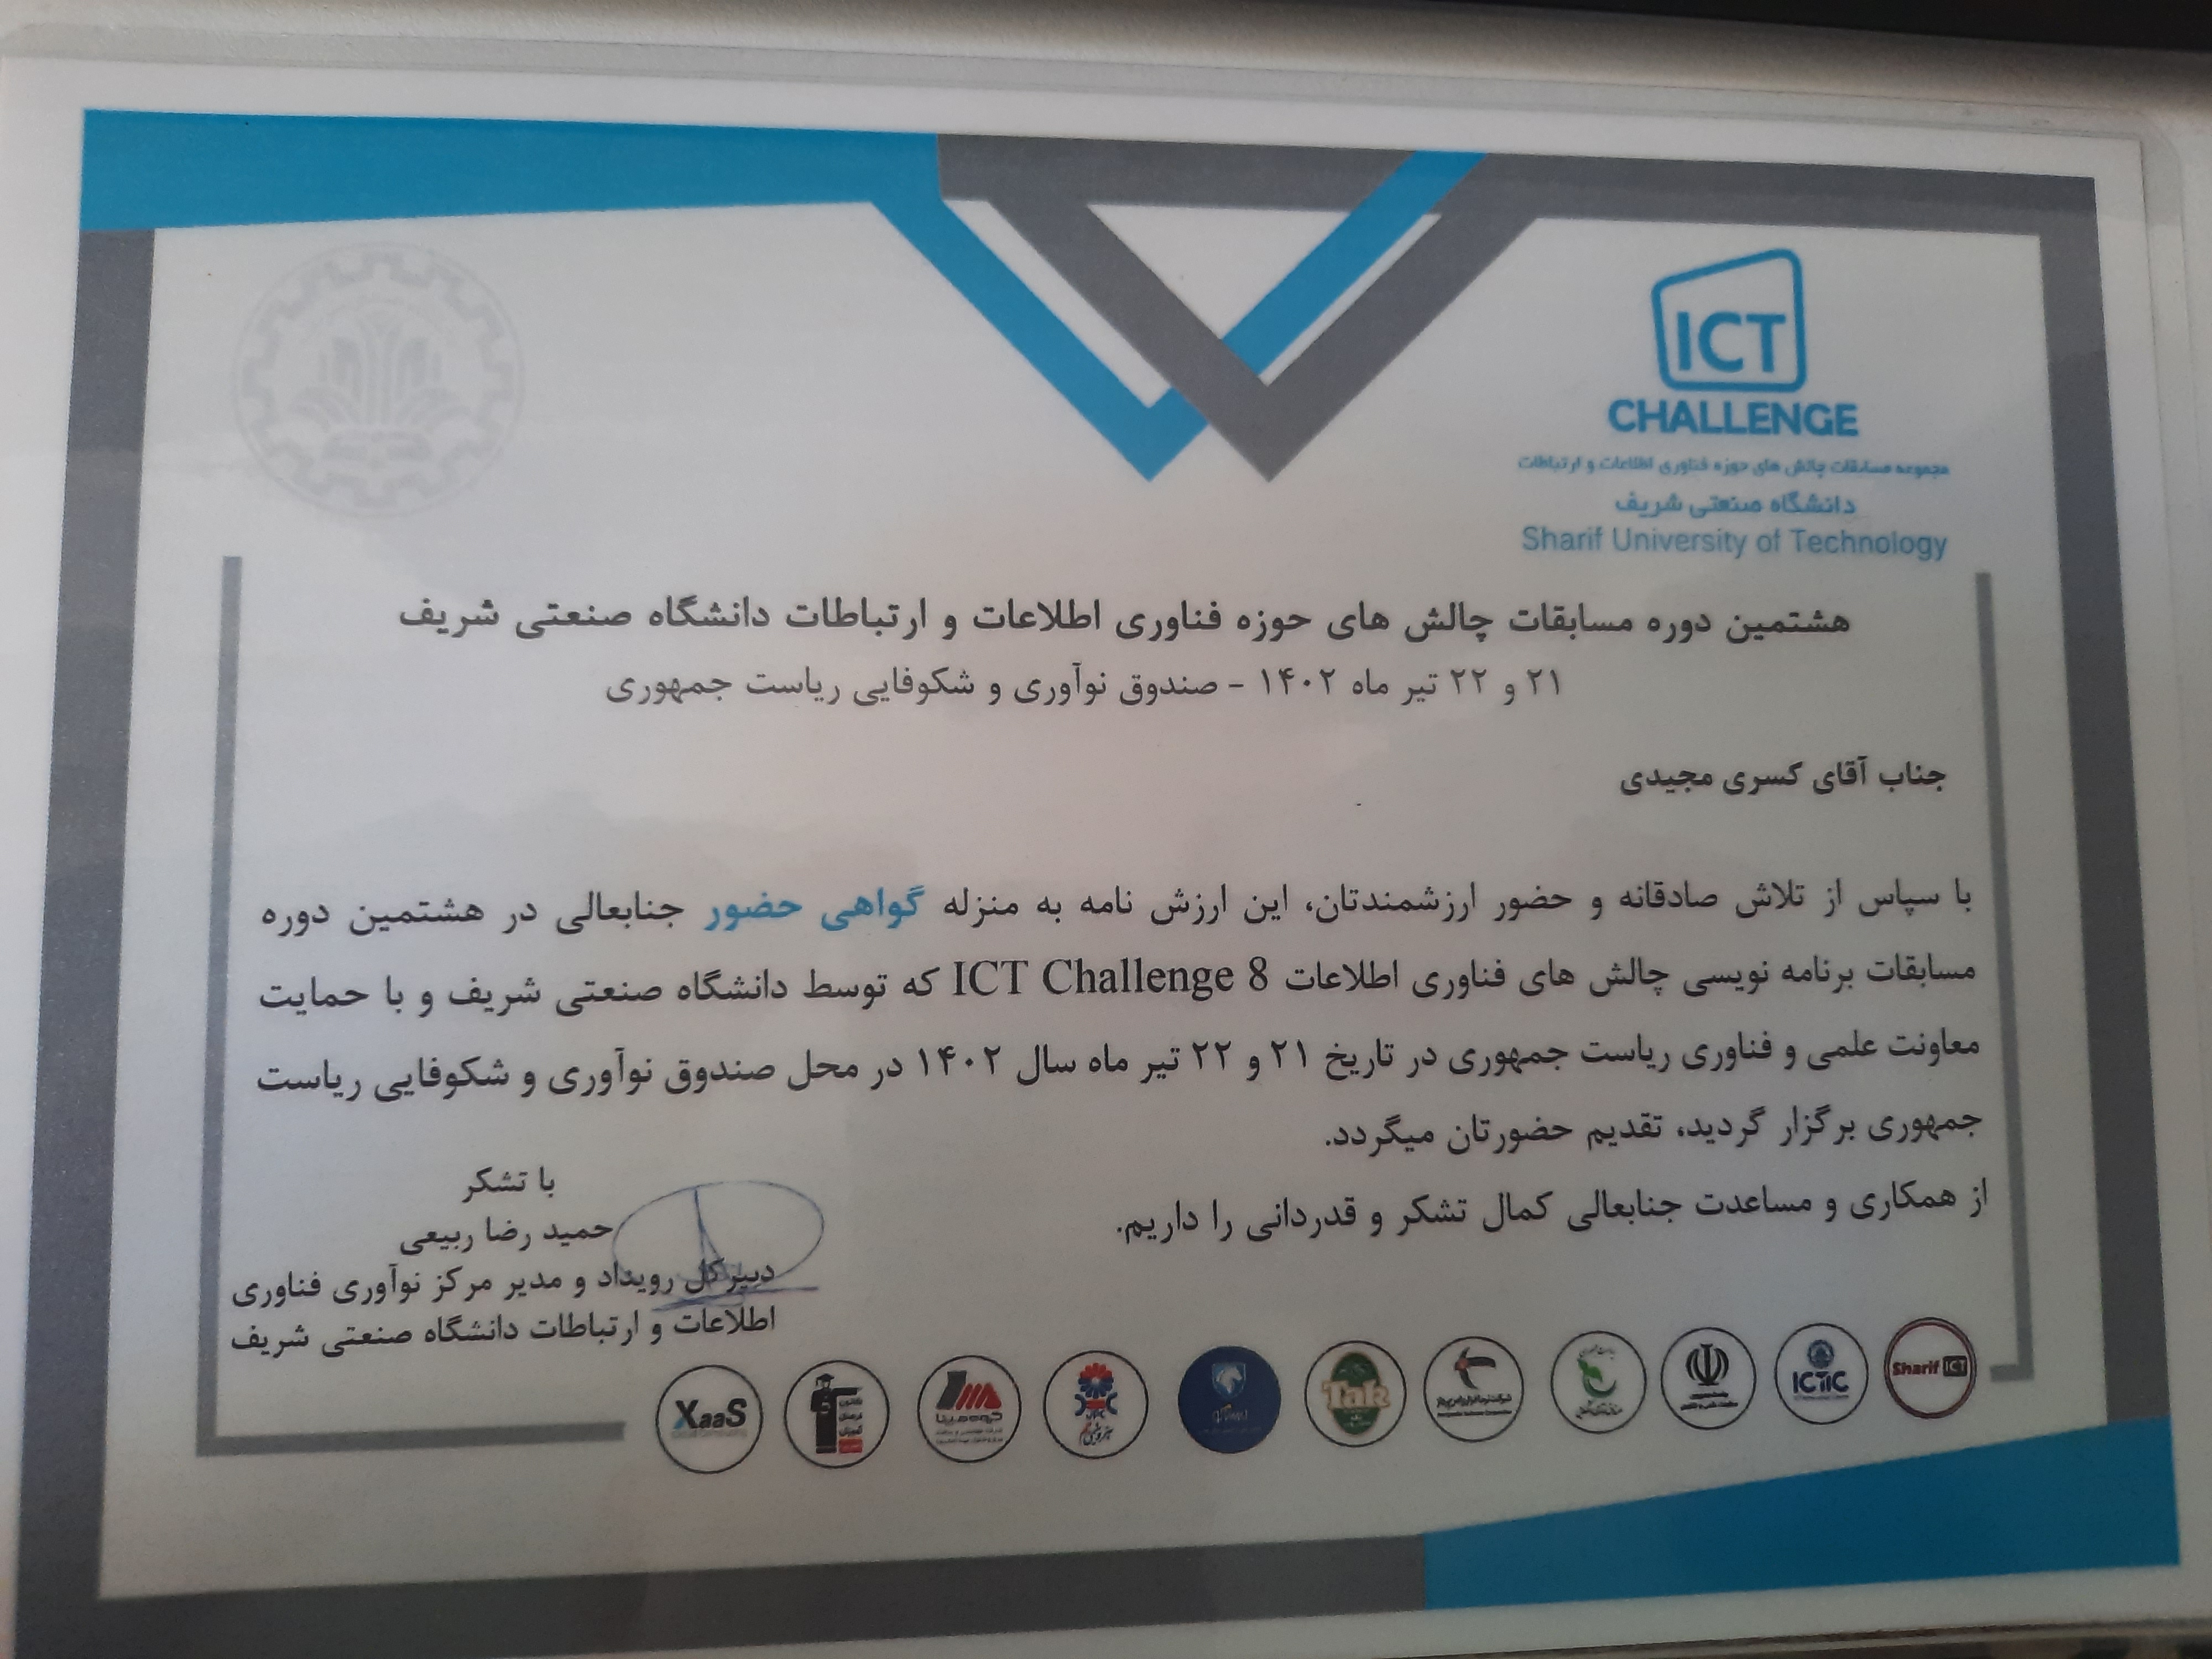 ICT
CHALLENGE
مجموعه مسابقات چالش های حوزه فناوری اطلاعات و ارتباطات
دانشگاه صنعتی شریف
Sharif University of Technology
هشتمین دوره مسابقات چالش های حوزه فناوری اطلاعات و ارتباطات دانشگاه صنعتی شریف
۲۱ و ۲۲ تیر ماه ۱۴۰۲ - صندوق نوآوری و شکوفایی ریاست جمهوری
جناب آقای کسری مجیدی
با سپاس از تلاش صادقانه و حضور ارزشمندتان، این ارزش نامه به منزله گواهی حضور جنابعالی در هشتمین دوره
مسابقات برنامه نویسی چالش های فناوری اطلاعات ICT Challenge 8 که توسط دانشگاه صنعتی شریف و با حمایت
معاونت علمی و فناوری ریاست جمهوری در تاریخ ۲۱ و ۲۲ تیر ماه سال ۱۴۰۲ در محل صندوق نوآوری و شکوفایی ریاست
جمهوری برگزار گردید، تقدیم حضورتان میگردد.
از همکاری و مساعدت جنابعالی کمال تشکر و قدردانی را داریم.
با تشکر
حمید رضا ربیعی
دبیرکل رویداد و مدیر مرکز نوآوری فناوری
اطلاعات و ارتباطات دانشگاه صنعتی شریف
Sharif ICT
ICTIC
Tak
گروه مپنا
XaaS